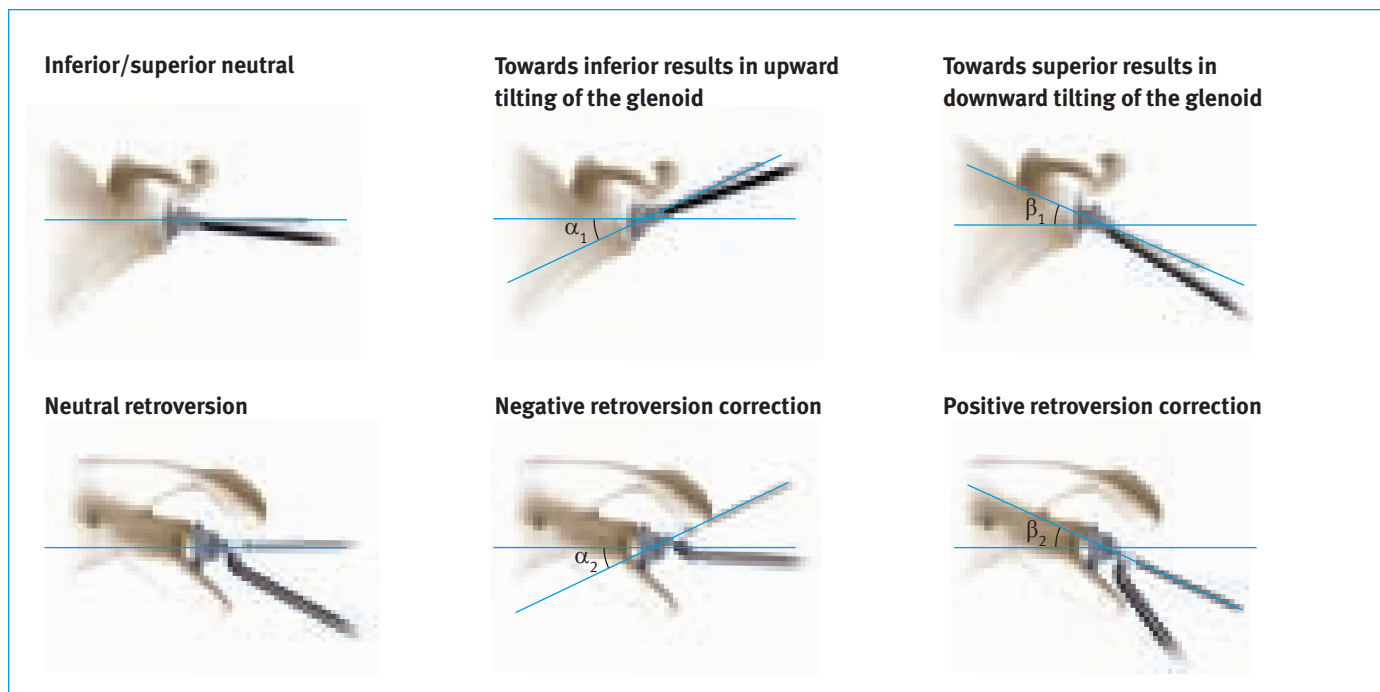 Inferior/superior neutral
Towards inferior results in upward
tilting of the glenoid
Towards superior results in
downward tilting of the glenoid
α₁
β₁
Neutral retroversion
Negative retroversion correction
Positive retroversion correction
α₂
β₂